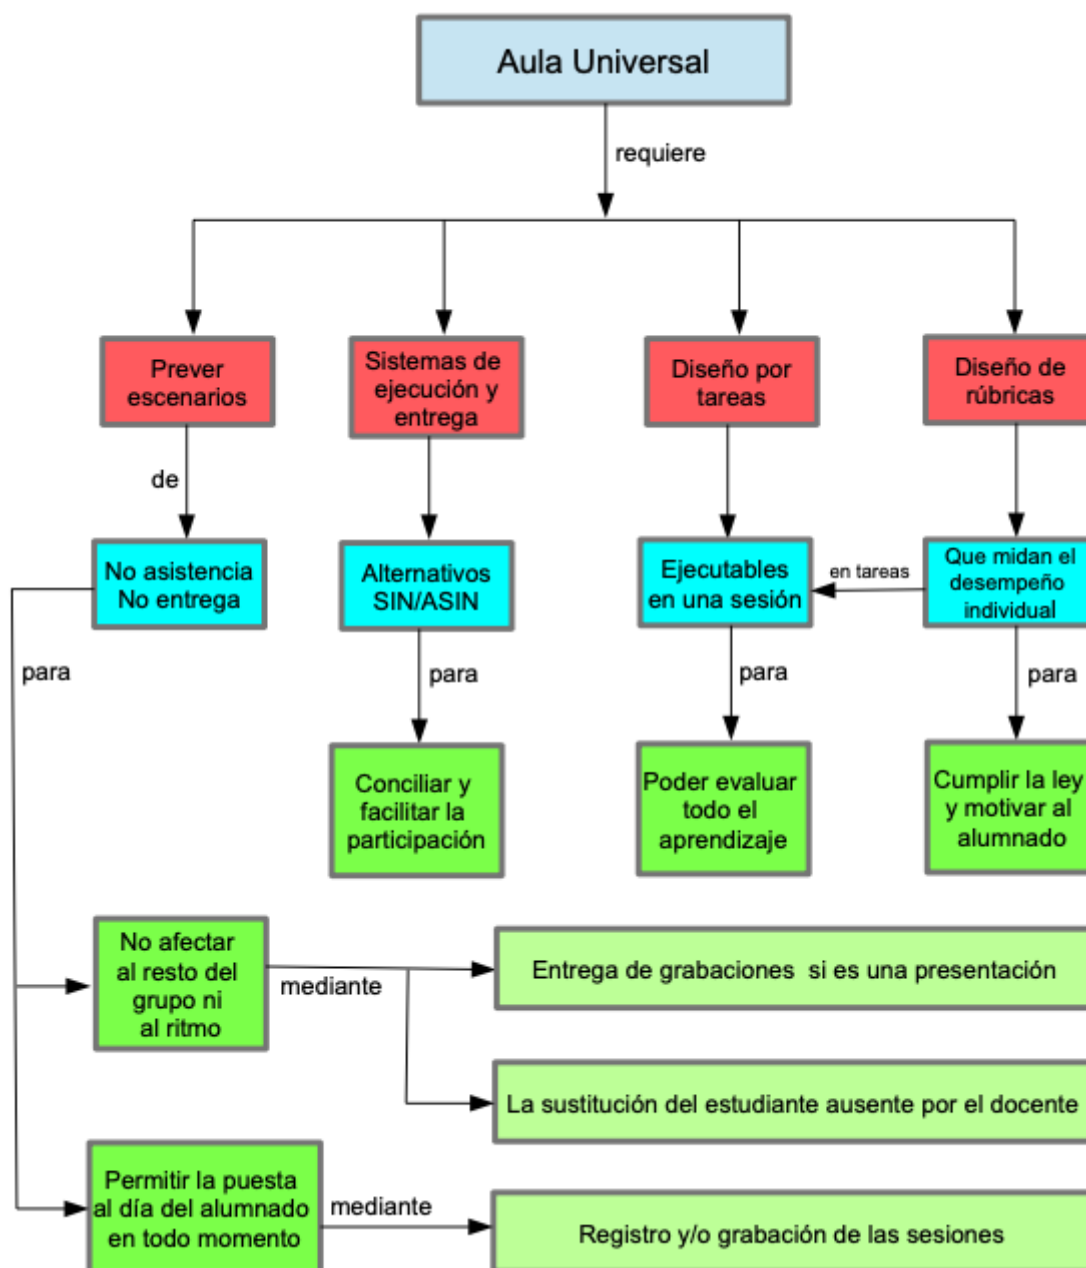 Aula Universal
requiere
Prever
escenarios
Sistemas de
ejecución y
entrega
Diseño por
tareas
Diseño de
rúbricas
de
No asistencia
No entrega
Alternativos
SIN/ASIN
Ejecutables
en una sesión
en tareas
Que midan el
desempeño
individual
para
para
para
para
Conciliar y
facilitar la
participación
Poder evaluar
todo el
aprendizaje
Cumplir la ley
y motivar al
alumnado
No afectar
al resto del
grupo ni
al ritmo
mediante
Entrega de grabaciones si es una presentación
La sustitución del estudiante ausente por el docente
Permitir la puesta
al día del alumnado
en todo momento
mediante
Registro y/o grabación de las sesiones